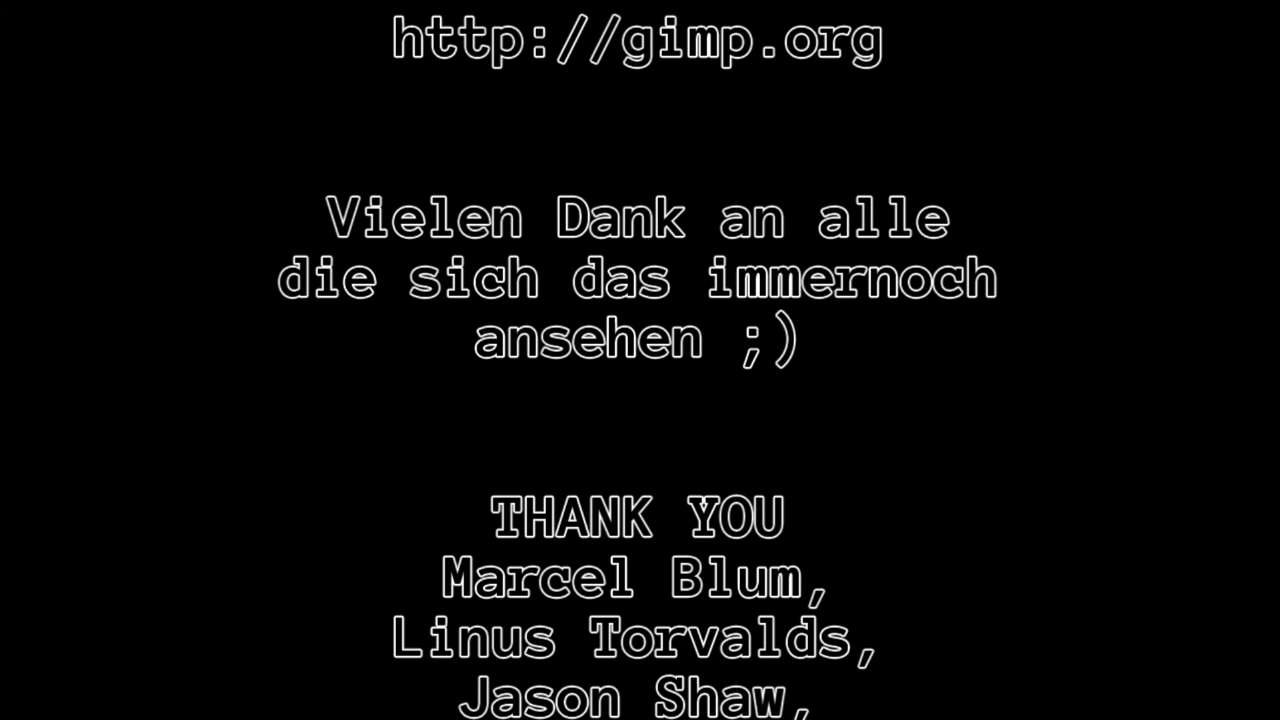 http://gimp.org
Vielen Dank an alle
die sich das immernoch
ansehen ;)
THANK YOU
Marcel Blum,
Linus Torvalds,
Jason Shaw,